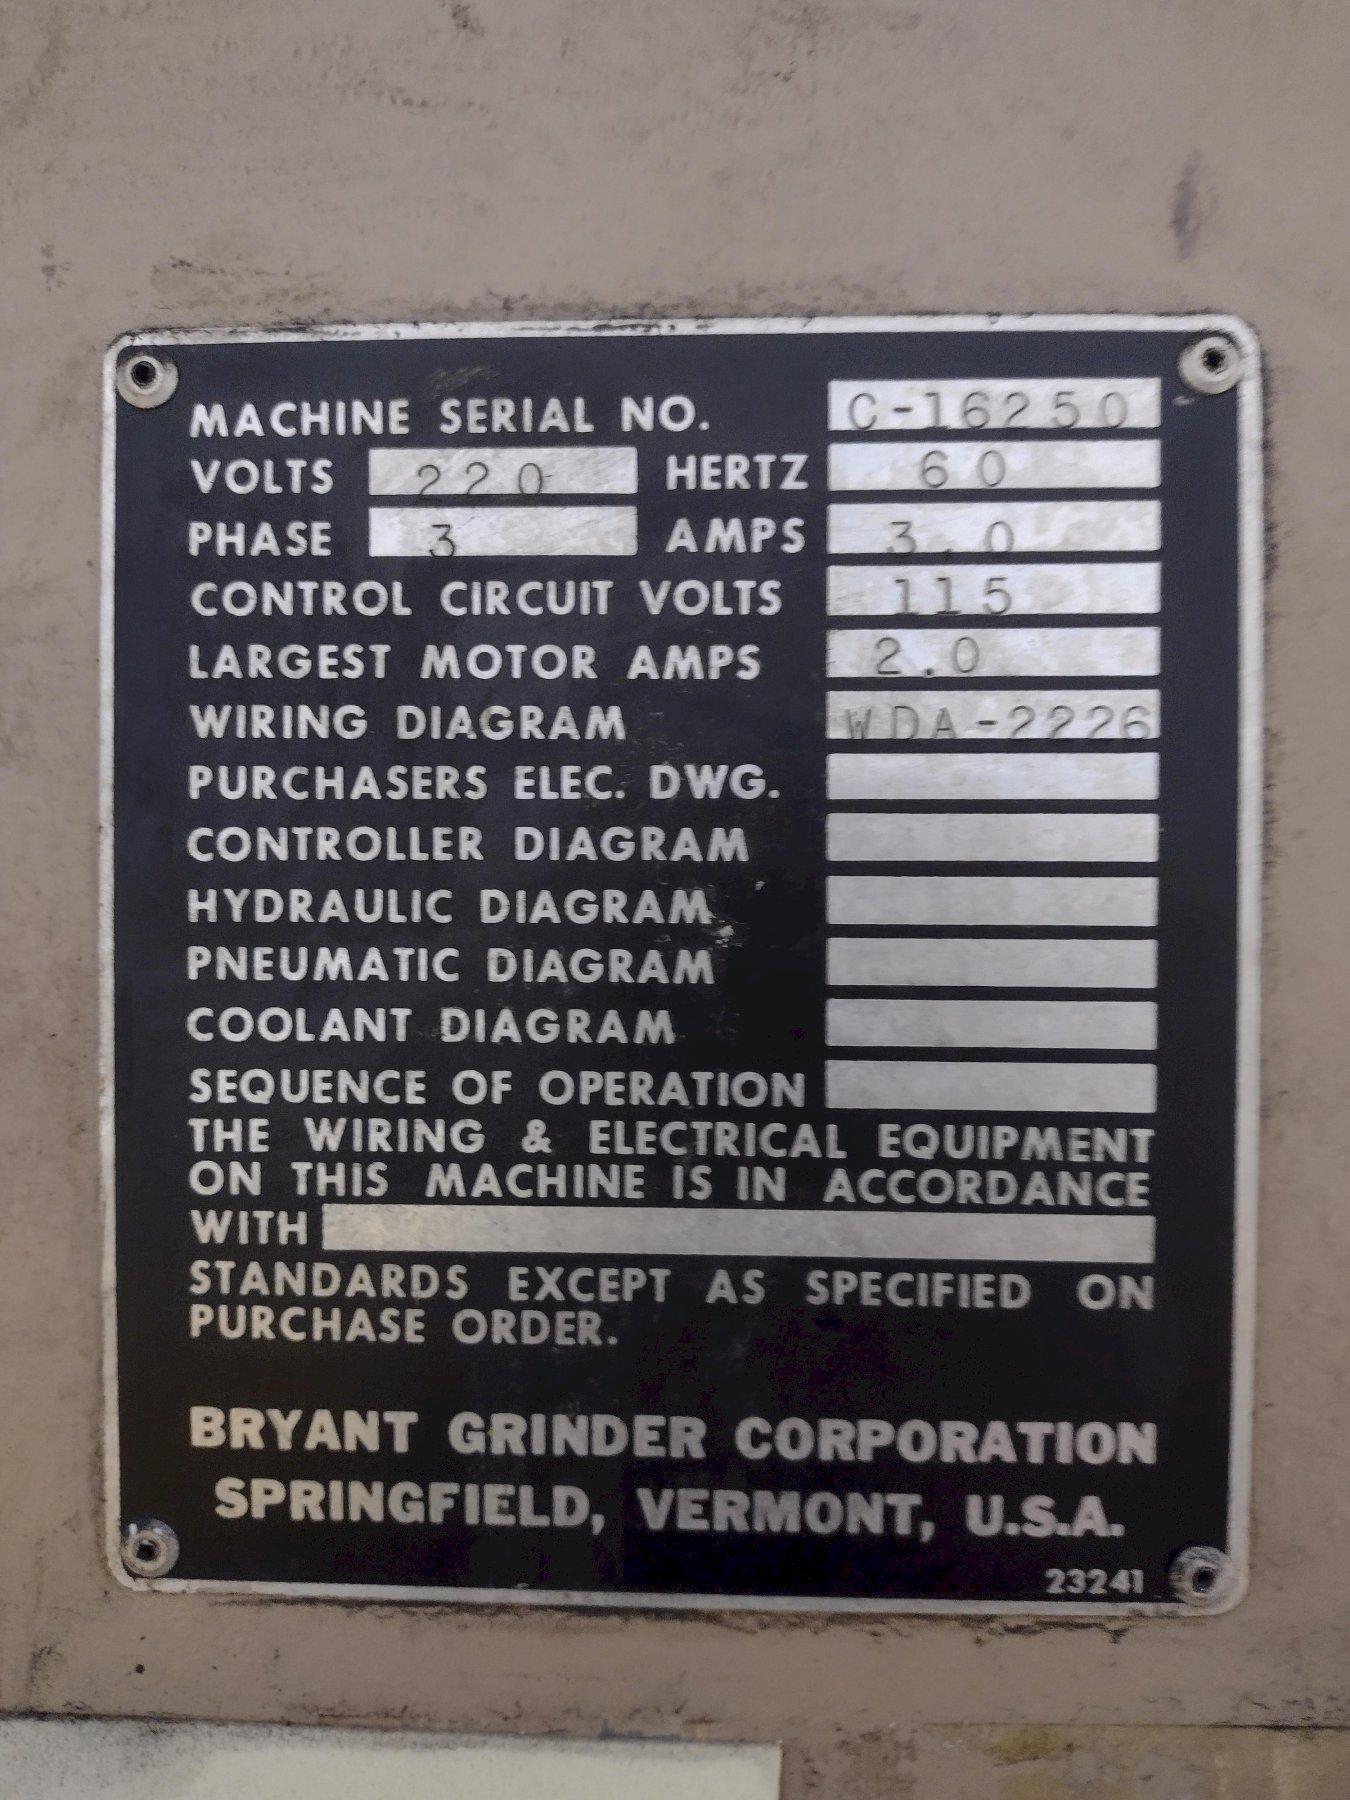 MACHINE SERIAL NO. C-16250
VOLTS 220 HERTZ 60
PHASE 3 AMPS 3.0
CONTROL CIRCUIT VOLTS 115
LARGEST MOTOR AMPS 2.0
WIRING DIAGRAM WDA-2226
PURCHASERS ELEC. DWG.
CONTROLLER DIAGRAM
HYDRAULIC DIAGRAM
PNEUMATIC DIAGRAM
COOLANT DIAGRAM
SEQUENCE OF OPERATION
THE WIRING & ELECTRICAL EQUIPMENT
ON THIS MACHINE IS IN ACCORDANCE
WITH
STANDARDS EXCEPT AS SPECIFIED ON
PURCHASE ORDER.
BRYANT GRINDER CORPORATION
SPRINGFIELD, VERMONT, U.S.A.
23241